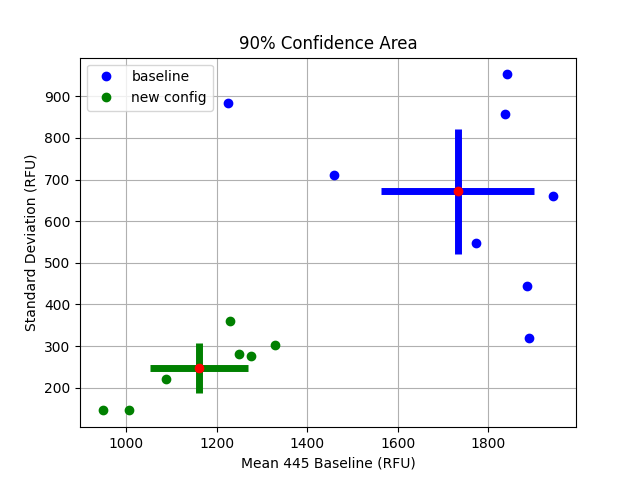 90% Confidence Area
baseline
new config
900
800
700
600
500
400
300
200
Standard Deviation (RFU)
1000 1200 1400 1600 1800
Mean 445 Baseline (RFU)